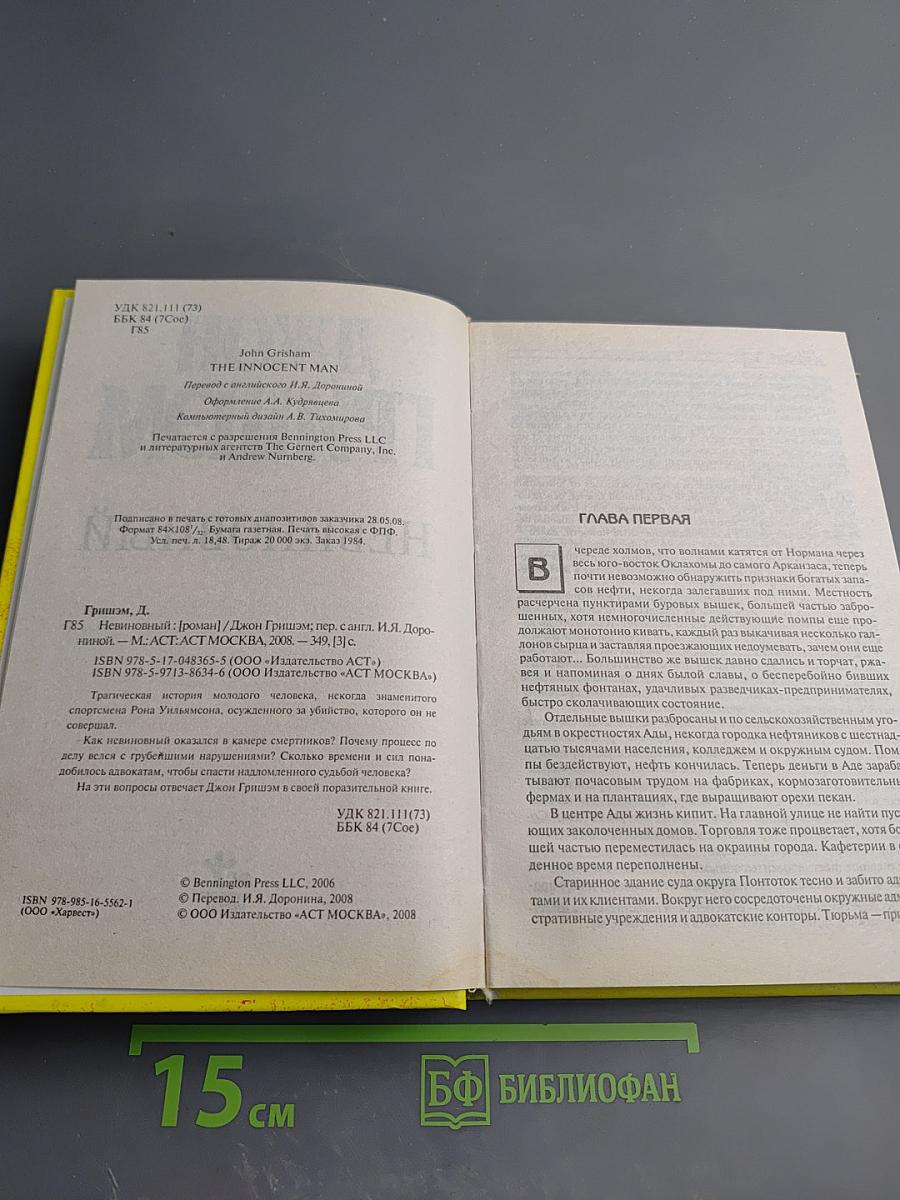 УДК 821.111 (73)
ББК 84 (7Сое)
Г85
John Grisham
THE INNOCENT MAN
Перевод с английского И.Я. Дорониной
Оформление А.А. Кудрявцева
Компьютерный дизайн А.В. Тихомирова
Печатается с разрешения Bennington Press LLC
и литературных агентств The Gernert Company, Inc.
и Andrew Nurnberg.
Подписано в печать с готовых диапозитивов заказчика 28.05.08.
Формат 84×108 1/32. Бумага газетная. Печать высокая с ФПФ.
Усл. печ. л. 18,48. Тираж 20 000 экз. Заказ 1984.
Гришэм, Д.
Г85 Невиновный : [роман] / Джон Гришэм; пер. с англ. И.Я. Доро-
ниной. — М.: АСТ: АСТ МОСКВА, 2008. — 349, [3] с.
ISBN 978-5-17-048365-5 (ООО «Издательство АСТ»)
ISBN 978-5-9713-8634-6 (ООО Издательство «АСТ МОСКВА»)
Трагическая история молодого человека, некогда знаменитого
спортсмена Рона Уильямсона, осужденного за убийство, которого он не
совершал.
Как невиновный оказался в камере смертников? Почему процесс по
делу велся с грубейшими нарушениями? Сколько времени и сил пона-
добилось адвокатам, чтобы спасти надломленного судьбой человека?
На эти вопросы отвечает Джон Гришэм в своей поразительной книге.
УДК 821.111(73)
ББК 84 (7Сое)
© Bennington Press LLC, 2006
© Перевод. И.Я. Доронина, 2008
© ООО Издательство «АСТ МОСКВА», 2008
ISBN 978-985-16-5562-1
(ООО «Харвест»)
ГЛАВА ПЕРВАЯ
В череде холмов, что волнами катятся от Нормана через
весь юго-восток Оклахомы до самого Арканзаса, теперь
почти невозможно обнаружить признаки богатых запа-
сов нефти, некогда залегавших под ними. Местность
расчерчена пунктирами буровых вышек, большей частью забро-
шенных, хотя немногочисленные действующие помпы еще про-
должают монотонно кивать, каждый раз выкачивая несколько гал-
лонов сырца и заставляя проезжающих недоумевать, зачем они еще
работают... Большинство же вышек давно сдались и торчат, ржа-
вея и напоминая о днях былой славы, о бесперебойно бивших
нефтяных фонтанах, удачливых разведчиках-предпринимателях,
быстро сколачивающих состояние.
Отдельные вышки разбросаны и по сельскохозяйственным уго-
дьям в окрестностях Ады, некогда городка нефтяников с шестнад-
цатью тысячами населения, колледжем и окружным судом. Пом-
пы бездействуют, нефть кончилась. Теперь деньги в Аде зараба
тывают почасовым трудом на фабриках, кормозаготовительн
фермах и на плантациях, где выращивают орехи пекан.
В центре Ады жизнь кипит. На главной улице не найти пус
ющих заколоченных домов. Торговля тоже процветает, хотя бо
шей частью переместилась на окраины города. Кафетерии в
денное время переполнены.
Старинное здание суда округа Понтоток тесно и забито ад
тами и их клиентами. Вокруг него сосредоточены окружные ад
стративные учреждения и адвокатские конторы. Тюрьма — пр
15 см
БФ БИБЛИОФАН